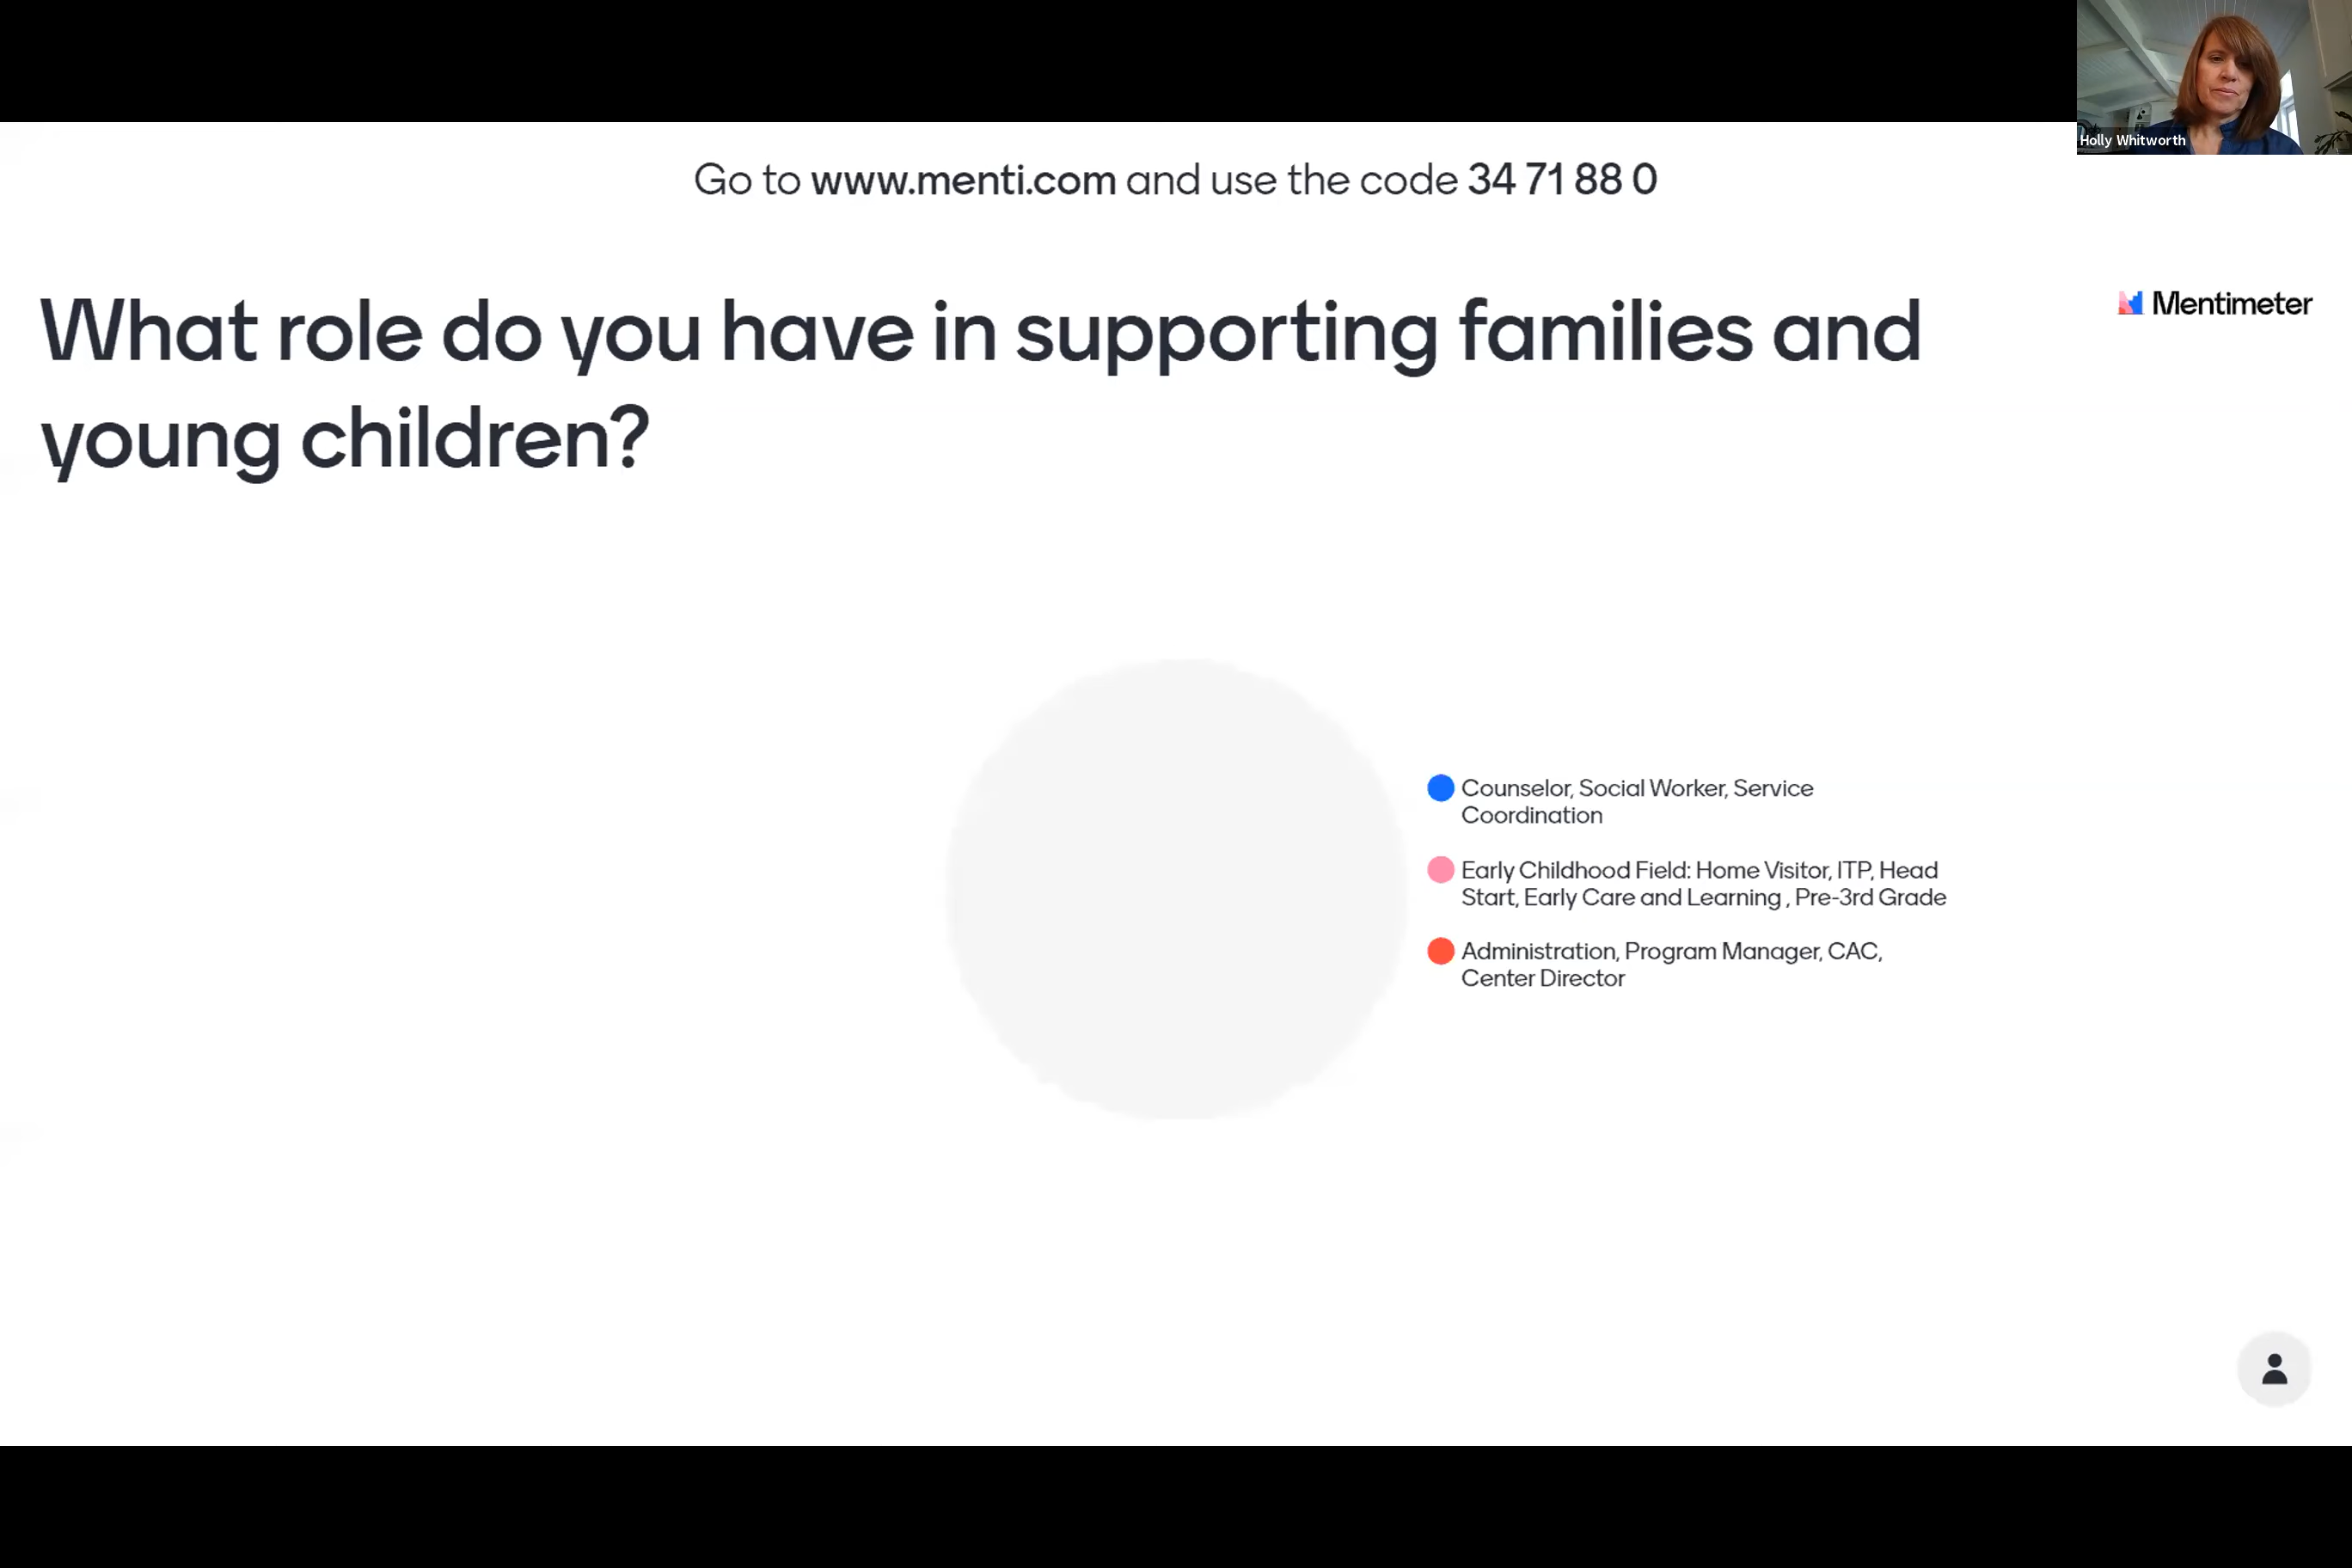 Holly Whitworth
Go to www.menti.com and use the code 34 71 88 0
What role do you have in supporting families and
young children?
Mentimeter
Counselor, Social Worker, Service
Coordination
Early Childhood Field: Home Visitor, ITP, Head
Start, Early Care and Learning , Pre-3rd Grade
Administration, Program Manager, CAC,
Center Director